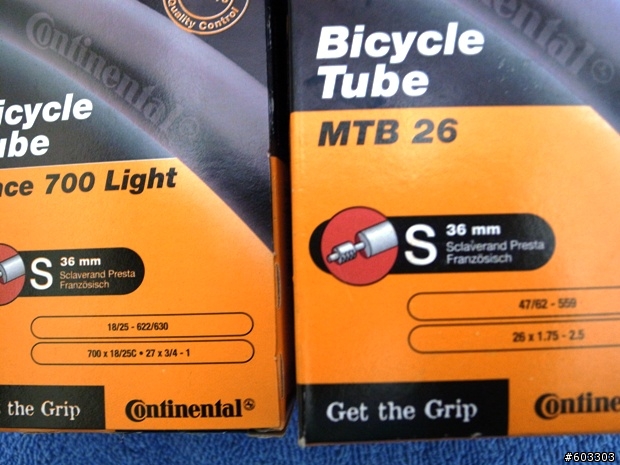 Quality Control
Continental
icycle
ube
ace 700 Light
S
36 mm
Sclaverand Presta
Französisch
18/25 - 622/630
700 x 18/25C • 27 x 3/4 - 1
the Grip
Continental
Continental
Bicycle
Tube
MTB 26
S
36 mm
Sclaverand Presta
Französisch
47/62 - 559
26 x 1.75 - 2.5
Get the Grip
Contine
#603303